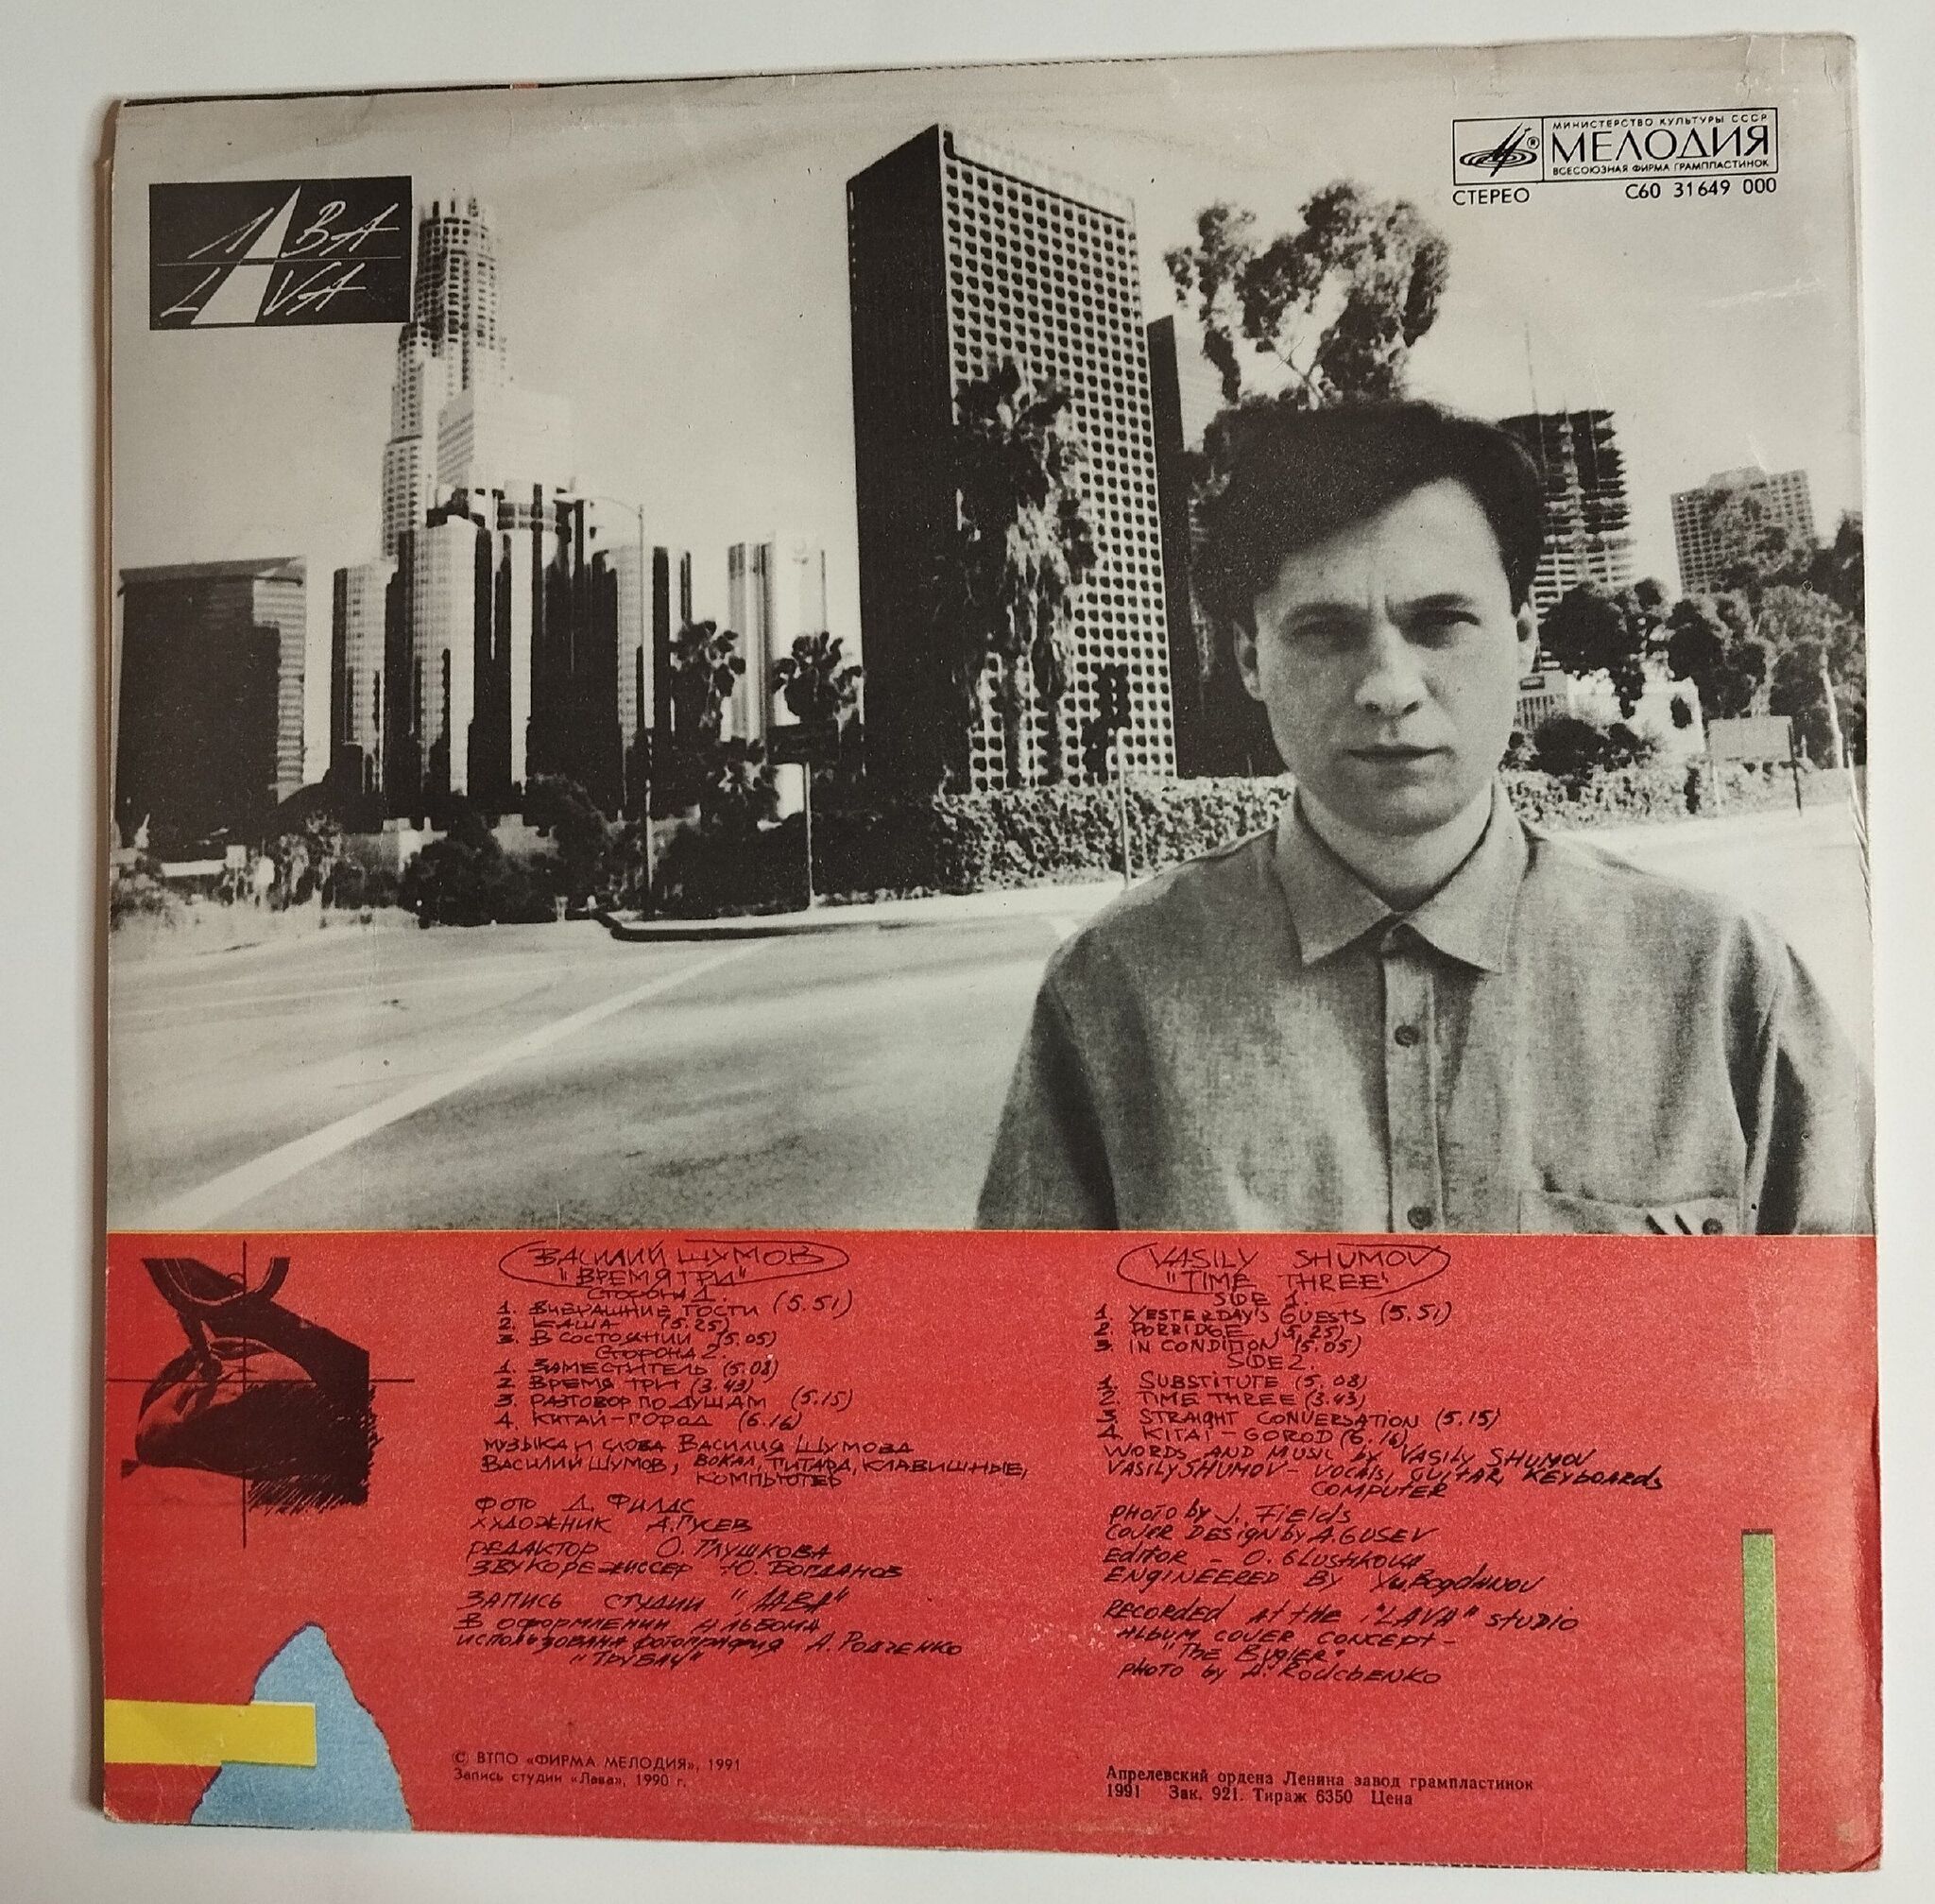 ЛВА
LVA
МИНИСТЕРСТВО КУЛЬТУРЫ СССР
МЕЛОДИЯ
ВСЕСОЮЗНАЯ ФИРМА ГРАМПЛАСТИНОК
СТЕРЕО С60 31649 000
ВАСИЛИЙ ШУМОВ
"ВРЕМЯ ТРИ"
СТОРОНА 1.
1. ВЧЕРАШНИЕ ГОСТИ (5.51)
2. КАША (5.25)
3. В СОСТОЯНИИ (5.05)
СТОРОНА 2.
1. ЗАМЕСТИТЕЛЬ (5.08)
2 ВРЕМЯ ТРИ (3.43)
3. РАЗГОВОР ПО ДУШАМ (5.15)
4. КИТАЙ-ГОРОД (6.16)
МУЗЫКА И СЛОВА ВАСИЛИЯ ШУМОВА
ВАСИЛИЙ ШУМОВ, ВОКАЛ, ГИТАРА, КЛАВИШНЫЕ,
КОМПЬЮТЕР
ФОТО Д. ФИЛДС
ХУДОЖНИК А.ГУСЕВ
РЕДАКТОР О. ГЛУШКОВА
ЗВУКОРЕЖИССЕР Ю. БОГДАНОВ
ЗАПИСЬ СТУДИИ "ЛАВА"
В ОФОРМЛЕНИИ АЛЬБОМА
ИСПОЛЬЗОВАНА ФОТОГРАФИЯ А. РОДЧЕНКО
"ТРУБАЧ"
© ВТПО «ФИРМА МЕЛОДИЯ», 1991
Запись студии «Лава», 1990 г.
VASILY SHUMOV
"TIME THREE"
SIDE 1.
1. YESTERDAY'S GUESTS (5.51)
2. PORRIDGE (5.25)
3. IN CONDITION (5.05)
SIDE 2.
1. SUBSTITUTE (5.08)
2. TIME THREE (3.43)
3. STRAIGHT CONVERSATION (5.15)
4. KITAI-GOROD (6.16)
WORDS AND MUSIC by VASILY SHUMOV
VASILY SHUMOV- VOCALS, GUITAR, KEYBOARDS
COMPUTER
PHOTO by J. FIELDS
COVER DESIGN by A.GUSEV
EDITOR - O. GLUSHKOVA
ENGINEERED BY Yu Bogdanov
RECORDED AT THE "LAVA" STUDIO
ALBUM COVER CONCEPT-
"The BUGLER"
PHOTO by A. RODCHENKO
Апрелевский ордена Ленина завод грампластинок
1991 Зак. 921. Тираж 6350 Цена